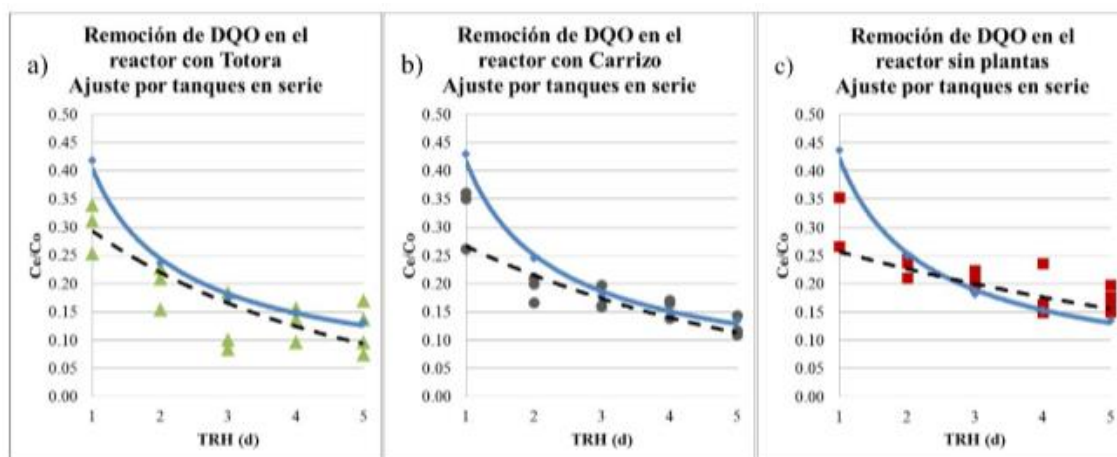 a)
Remoción de DQO en el
reactor con Totora
Ajuste por tanques en serie
Ce/Co
0.50
0.45
0.40
0.35
0.30
0.25
0.20
0.15
0.10
0.05
0.00
1 2 3 4 5
TRH (d)
b)
Remoción de DQO en el
reactor con Carrizo
Ajuste por tanques en serie
Ce/Co
0.50
0.45
0.40
0.35
0.30
0.25
0.20
0.15
0.10
0.05
0.00
1 2 3 4 5
TRH (d)
c)
Remoción de DQO en el
reactor sin plantas
Ajuste por tanques en serie
Ce/Co
0.50
0.45
0.40
0.35
0.30
0.25
0.20
0.15
0.10
0.05
0.00
1 2 3 4 5
TRH (d)